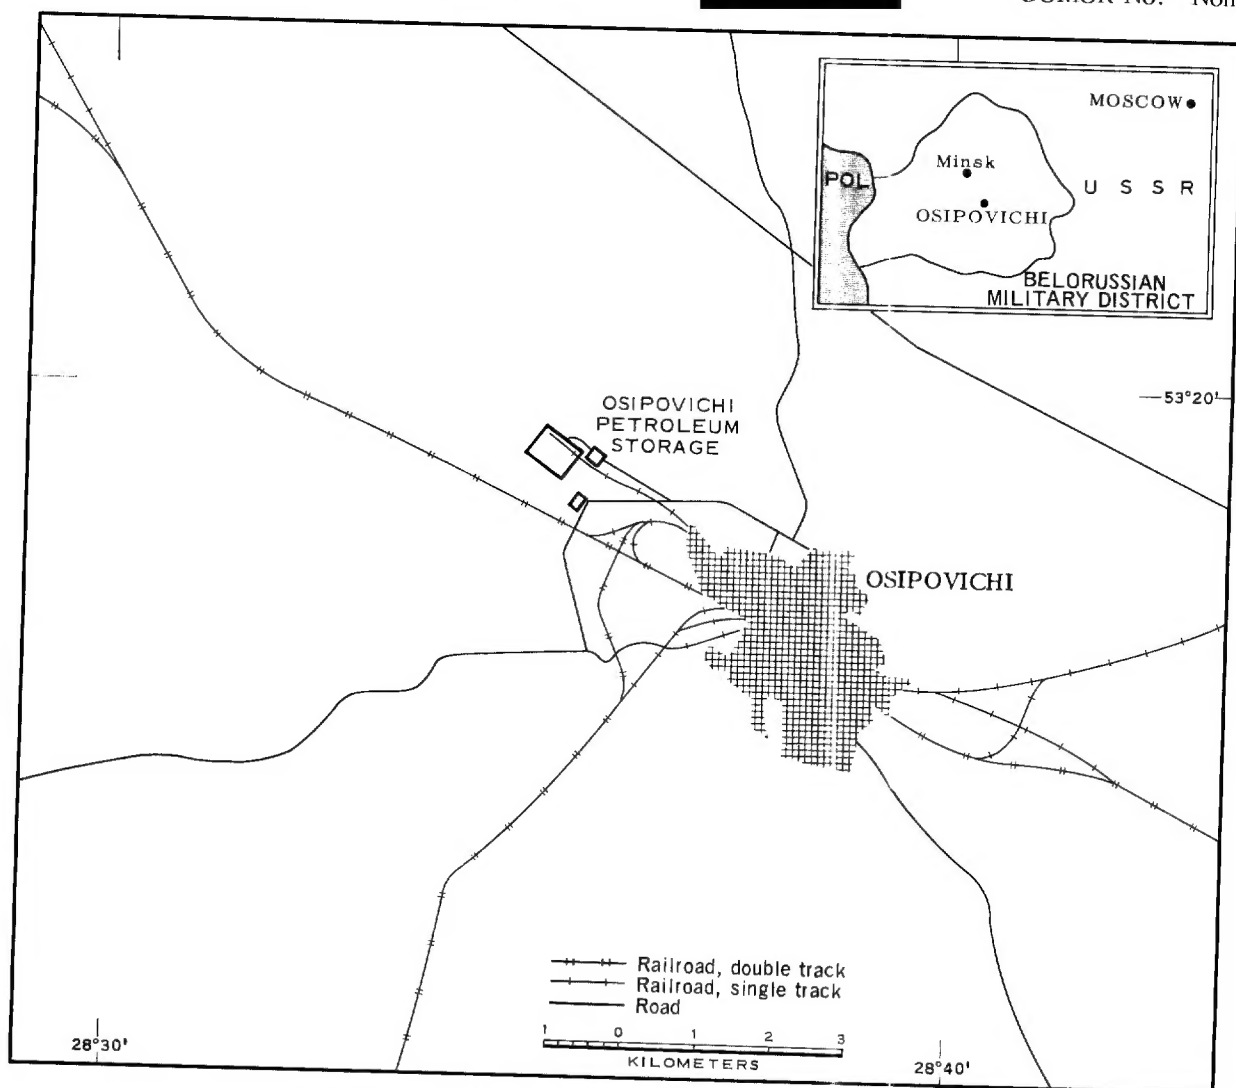 MOSCOW
Minsk
POL
U S S R
OSIPOVICHI
BELORUSSIAN
MILITARY DISTRICT
53°20'
OSIPOVICHI
PETROLEUM
STORAGE
OSIPOVICHI
Railroad, double track
Railroad, single track
Road
1 0 1 2 3
KILOMETERS
28°30'
28°40'